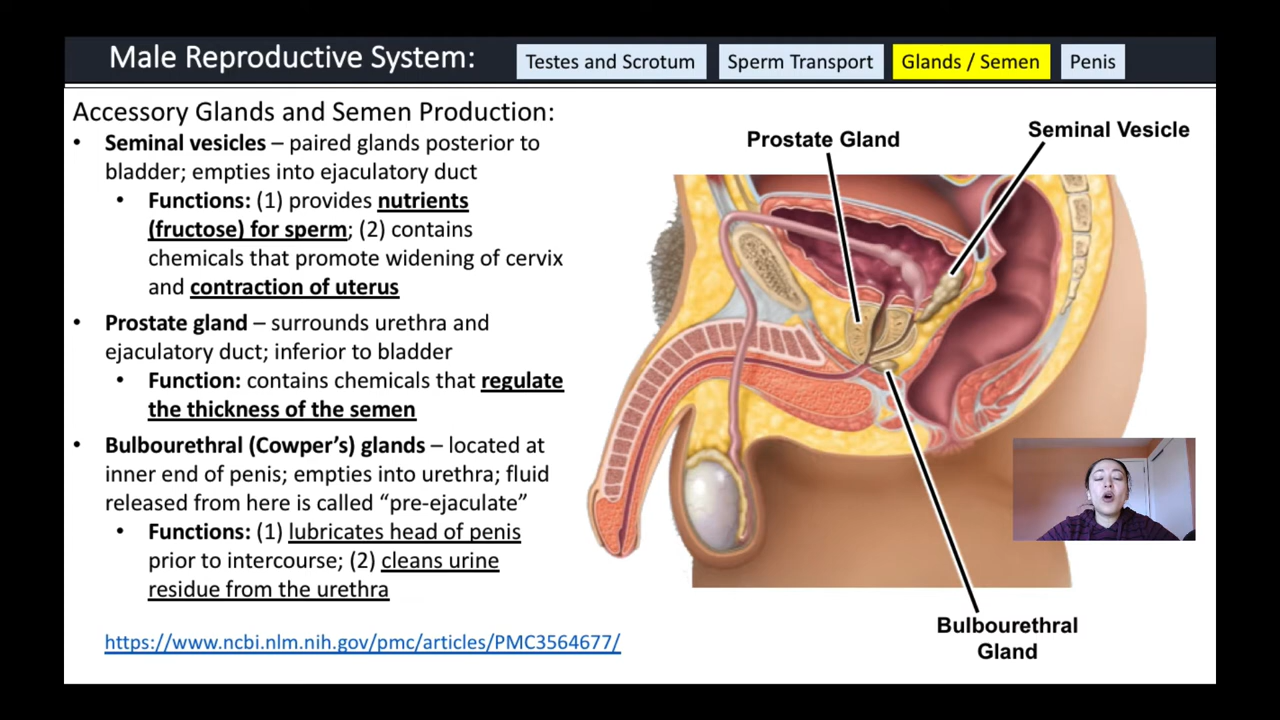 Male Reproductive System:
Testes and Scrotum
Sperm Transport
Glands / Semen
Penis
Accessory Glands and Semen Production:
• Seminal vesicles – paired glands posterior to
bladder; empties into ejaculatory duct
• Functions: (1) provides nutrients
(fructose) for sperm; (2) contains
chemicals that promote widening of cervix
and contraction of uterus
• Prostate gland – surrounds urethra and
ejaculatory duct; inferior to bladder
• Function: contains chemicals that regulate
the thickness of the semen
• Bulbourethral (Cowper’s) glands – located at
inner end of penis; empties into urethra; fluid
released from here is called “pre-ejaculate”
• Functions: (1) lubricates head of penis
prior to intercourse; (2) cleans urine
residue from the urethra
https://www.ncbi.nlm.nih.gov/pmc/articles/PMC3564677/
Prostate Gland
Seminal Vesicle
Bulbourethral
Gland